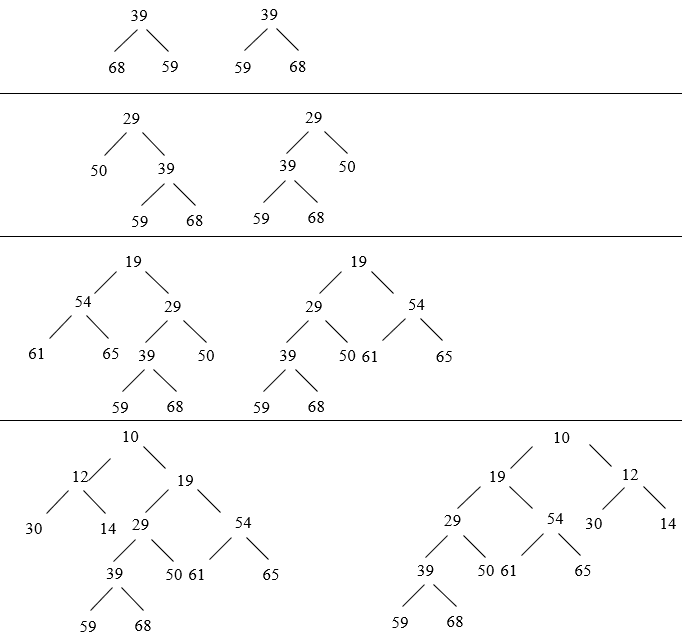 39 39
68 59 59 68
29 29
50 39 39 50
59 68 59 68
19 19
54 29 29 54
61 65 39 50 39 50 61 65
59 68 59 68
10 10
12 19 19 12
30 14 29 54 29 54 30 14
39 50 61 65 39 50 61 65
59 68 59 68